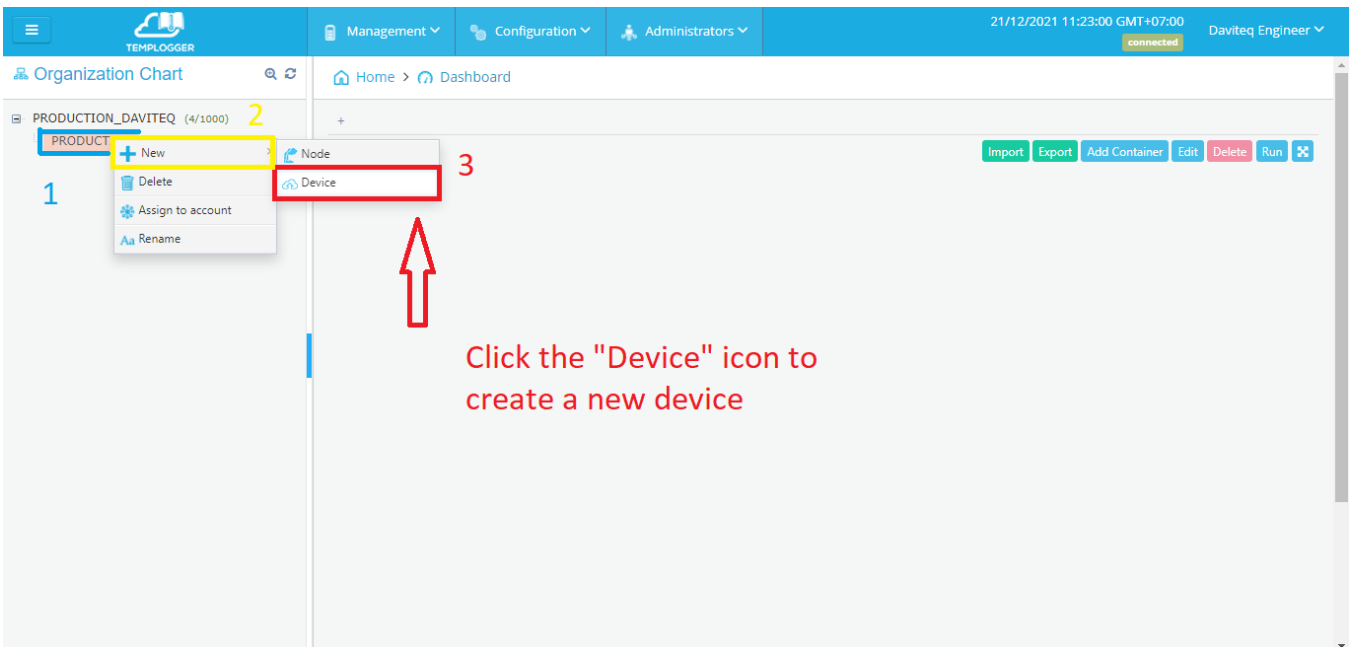 Management
Configuration
Administrators
21/12/2021 11:23:00 GMT+07:00
connected
Daviteq Engineer
TEMPLOGGER
Organization Chart
Home > Dashboard
PRODUCTION_DAVITEQ (4/1000)
2
+
PRODUCT
New
Node
3
Import Export Add Container Edit Delete Run
1
Delete
Device
Assign to account
Aa Rename
Click the "Device" icon to
create a new device